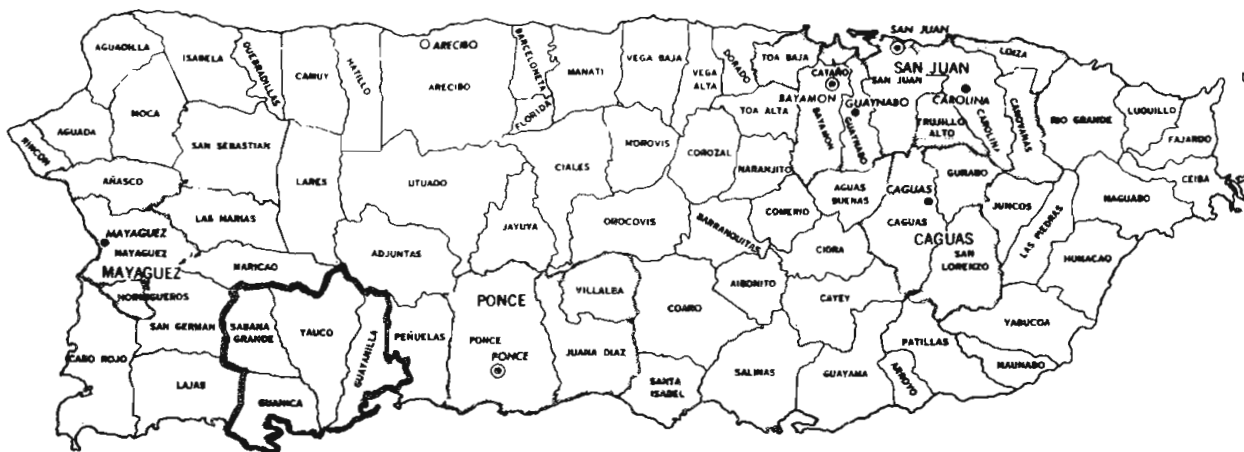 AGUADILLA
ISABELA
QUEBRADILLAS
CAMUY
HATILLO
ARECIBO
ARECIBO
BARCELONETA
FLORIDA
MANATI
VEGA BAJA
VEGA
ALTA
DORADO
TOA BAJA
TOA ALTA
CATAÑO
BAYAMON
BAYAMON
SAN JUAN
SAN JUAN
SAN JUAN
GUAYNABO
GUAYNABO
CAROLINA
CAROLINA
TRUJILLO
ALTO
LOIZA
CANOVANAS
RIO GRANDE
LUQUILLO
FAJARDO
CEIBA
MOCA
AGUADA
RINCON
AÑASCO
SAN SEBASTIAN
LARES
UTUADO
CIALES
MOROVIS
COROZAL
NARANJITO
AGUAS
BUENAS
CAGUAS
CAGUAS
CAGUAS
GURABO
JUNCOS
LAS PIEDRAS
NAGUABO
HUMACAO
LAS MARIAS
MAYAGUEZ
MAYAGUEZ
MAYAGUEZ
MARICAO
ADJUNTAS
JAYUYA
OROCOVIS
BARRANQUITAS
COMERIO
CIDRA
SAN
LORENZO
HORMIGUEROS
SAN GERMAN
SABANA
GRANDE
YAUCO
GUAYANILLA
PEÑUELAS
PONCE
PONCE
PONCE
VILLALBA
JUANA DIAZ
COAMO
AIBONITO
CAYEY
YABUCOA
PATILLAS
MAUNABO
CABO ROJO
LAJAS
GUANICA
SANTA
ISABEL
SALINAS
GUAYAMA
ARROYO